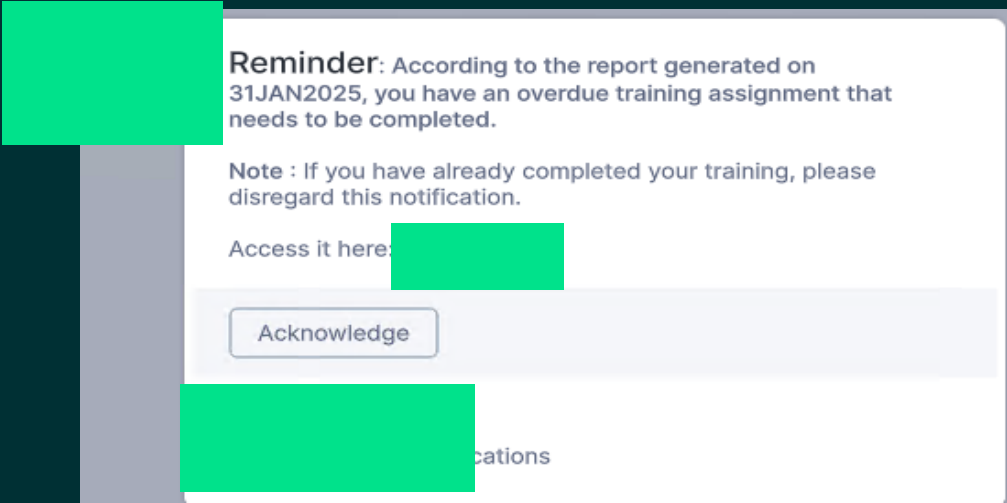 Reminder: According to the report generated on
31JAN2025, you have an overdue training assignment that
needs to be completed.
Note : If you have already completed your training, please
disregard this notification.
Access it here:
Acknowledge